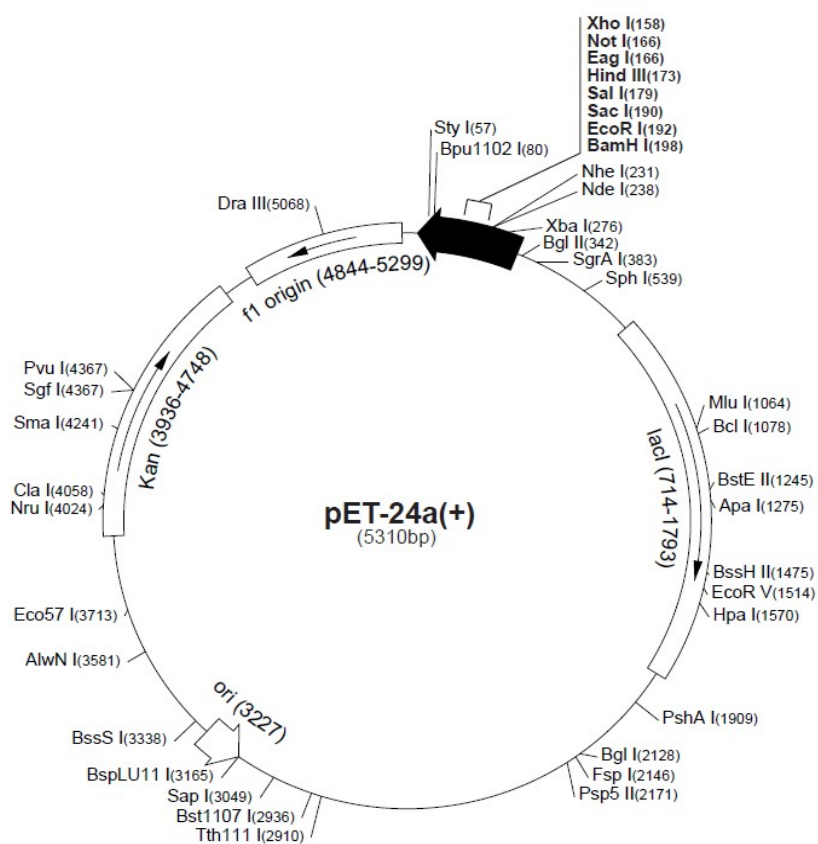 Xho I(158)
Not I(166)
Eag I(166)
Hind III(173)
Sal I(179)
Sac I(190)
EcoR I(192)
BamH I(198)
Sty I(57)
Bpu1102 I(80)
Nhe I(231)
Nde I(238)
Xba I(276)
Bgl II(342)
SgrA I(383)
Sph I(539)
Dra III(5068)
f1 origin (4844-5299)
Pvu I(4367)
Sgf I(4367)
Sma I(4241)
Kan (3936-4748)
Cla I(4058)
Nru I(4024)
lacI (714-1793)
Mlu I(1064)
Bcl I(1078)
BstE II(1245)
Apa I(1275)
BssH II(1475)
EcoR V(1514)
Hpa I(1570)
pET-24a(+)
(5310bp)
Eco57 I(3713)
AlwN I(3581)
ori (3227)
BssS I(3338)
BspLU11 I(3165)
Sap I(3049)
Bst1107 I(2936)
Tth111 I(2910)
PshA I(1909)
Bgl I(2128)
Fsp I(2146)
Psp5 II(2171)